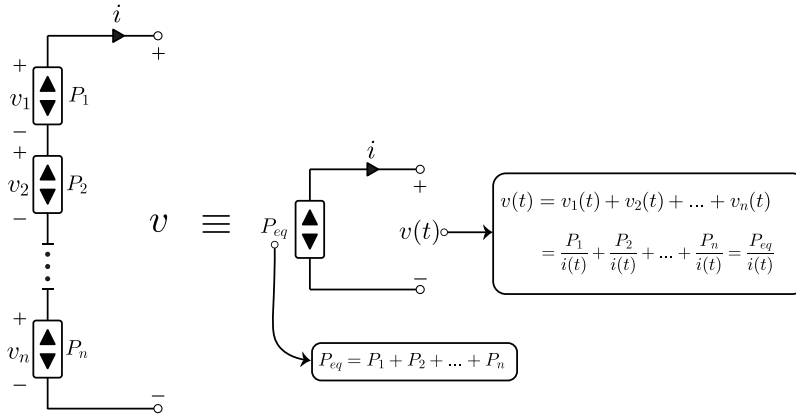 i
+
+
v₁ P₁
−
+
v₂ P₂
−
+
vₙ Pₙ
−
−
v ≡
i
+
P_eq
v(t)
−
v(t) = v₁(t) + v₂(t) + ... + vₙ(t)
= P₁/i(t) + P₂/i(t) + ... + Pₙ/i(t) = P_eq/i(t)
P_eq = P₁ + P₂ + ... + Pₙ